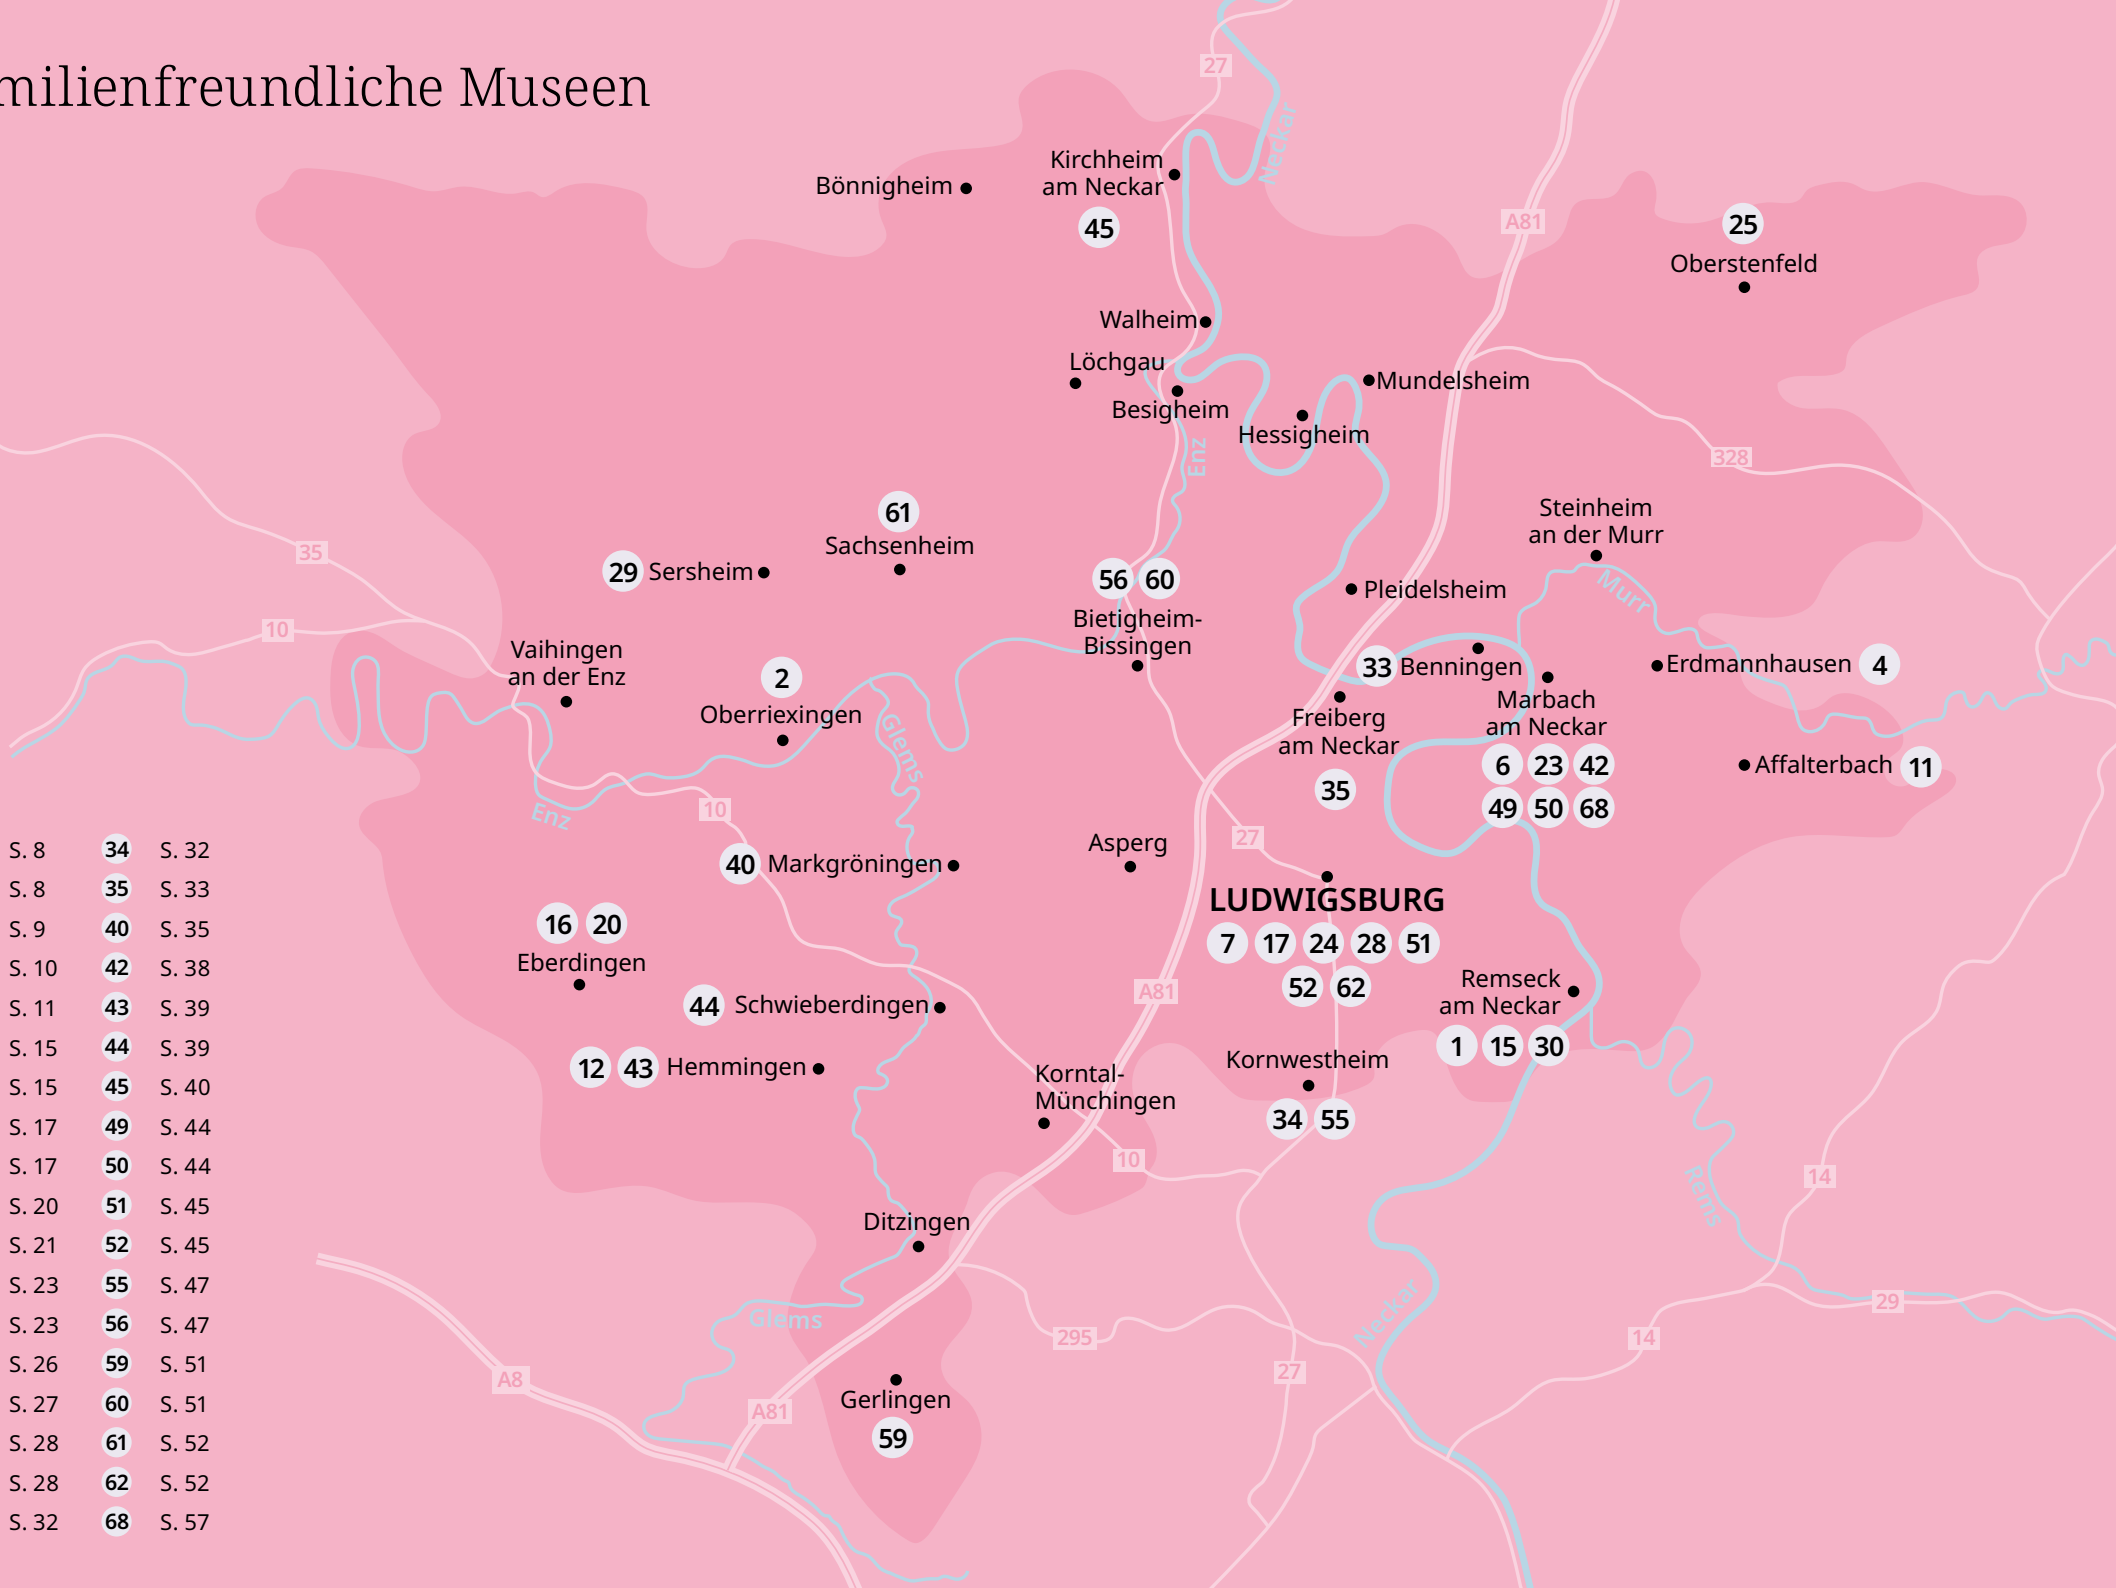 milienfreundliche Museen
27
Neckar
Kirchheim
am Neckar
Bönnigheim
45
A81
25
Oberstenfeld
Walheim
Löchgau
Mundelsheim
Besigheim
Hessigheim
Enz
328
61
Sachsenheim
Steinheim
an der Murr
35
29 Sersheim
56 60
Bietigheim-
Bissingen
Pleidelsheim
Murr
10
Vaihingen
an der Enz
2
Oberriexingen
33 Benningen
Erdmannhausen 4
Marbach
am Neckar
6 23 42
49 50 68
Freiberg
am Neckar
35
Glems
Affalterbach 11
Enz
10
27
Asperg
40 Markgröningen
LUDWIGSBURG
7 17 24 28 51
52 62
16 20
Eberdingen
44 Schwieberdingen
A81
Remseck
am Neckar
1 15 30
12 43 Hemmingen
Kornwestheim
34 55
Korntal-
Münchingen
10
14
Rems
Ditzingen
Glems
Neckar
29
295
14
27
A8
A81
Gerlingen
59
S. 8 34 S. 32
S. 8 35 S. 33
S. 9 40 S. 35
S. 10 42 S. 38
S. 11 43 S. 39
S. 15 44 S. 39
S. 15 45 S. 40
S. 17 49 S. 44
S. 17 50 S. 44
S. 20 51 S. 45
S. 21 52 S. 45
S. 23 55 S. 47
S. 23 56 S. 47
S. 26 59 S. 51
S. 27 60 S. 51
S. 28 61 S. 52
S. 28 62 S. 52
S. 32 68 S. 57